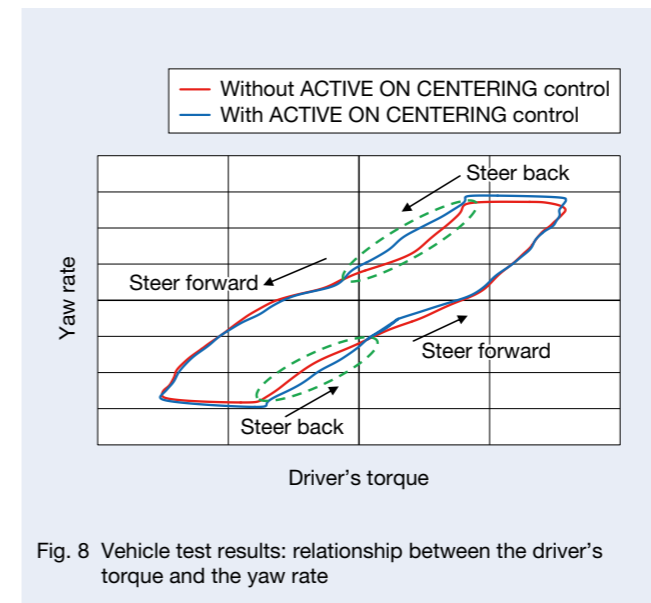 Without ACTIVE ON CENTERING control
With ACTIVE ON CENTERING control
Steer back
Steer forward
Yaw rate
Steer forward
Steer back
Driver’s torque
Fig. 8 Vehicle test results: relationship between the driver’s
torque and the yaw rate